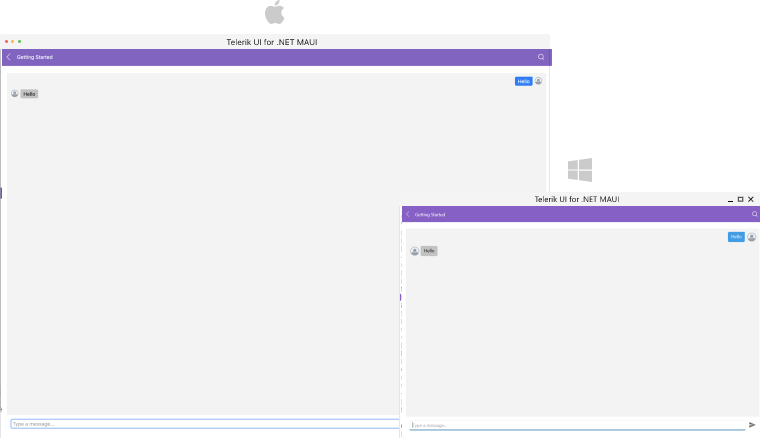 Telerik UI for .NET MAUI
Getting Started
Hello
Hello
Type a message...
Telerik UI for .NET MAUI
Getting Started
Hello
Hello
Type a message...